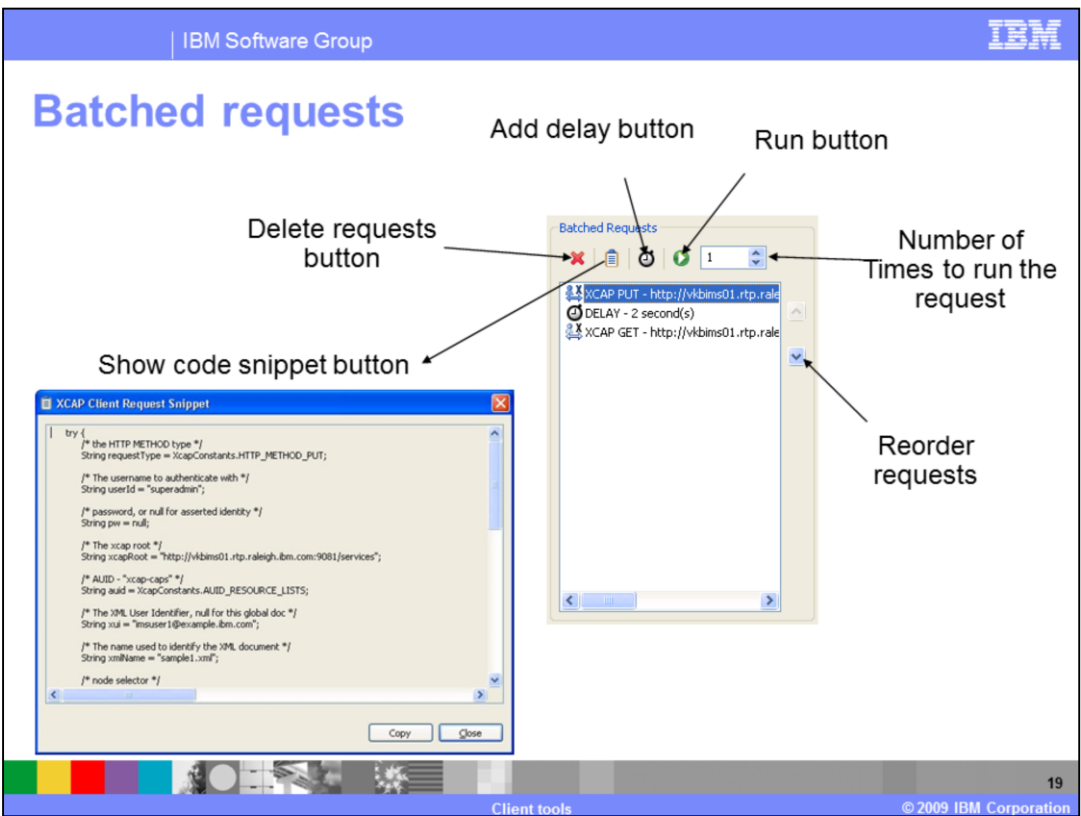 IBM Software Group
IBM
Batched requests
Add delay button
Run button
Delete requests
button
Batched Requests
1
Number of
Times to run the
request
XCAP PUT - http://vkbims01.rtp.rale
DELAY - 2 second(s)
XCAP GET - http://vkbims01.rtp.rale
Show code snippet button
Reorder
requests
XCAP Client Request Snippet
try {
/* the HTTP METHOD type */
String requestType = XcapConstants.HTTP_METHOD_PUT;
/* The username to authenticate with */
String userId = "superadmin";
/* password, or null for asserted identity */
String pw = null;
/* The xcap root */
String xcapRoot = "http://vkbims01.rtp.raleigh.ibm.com:9081/services";
/* AUID - "xcap-caps" */
String auid = XcapConstants.AUID_RESOURCE_LISTS;
/* The XML User Identifier, null for this global doc */
String xui = "imsuser1@example.ibm.com";
/* The name used to identify the XML document */
String xmlName = "sample1.xml";
/* node selector */
Copy
Close
19
Client tools
© 2009 IBM Corporation